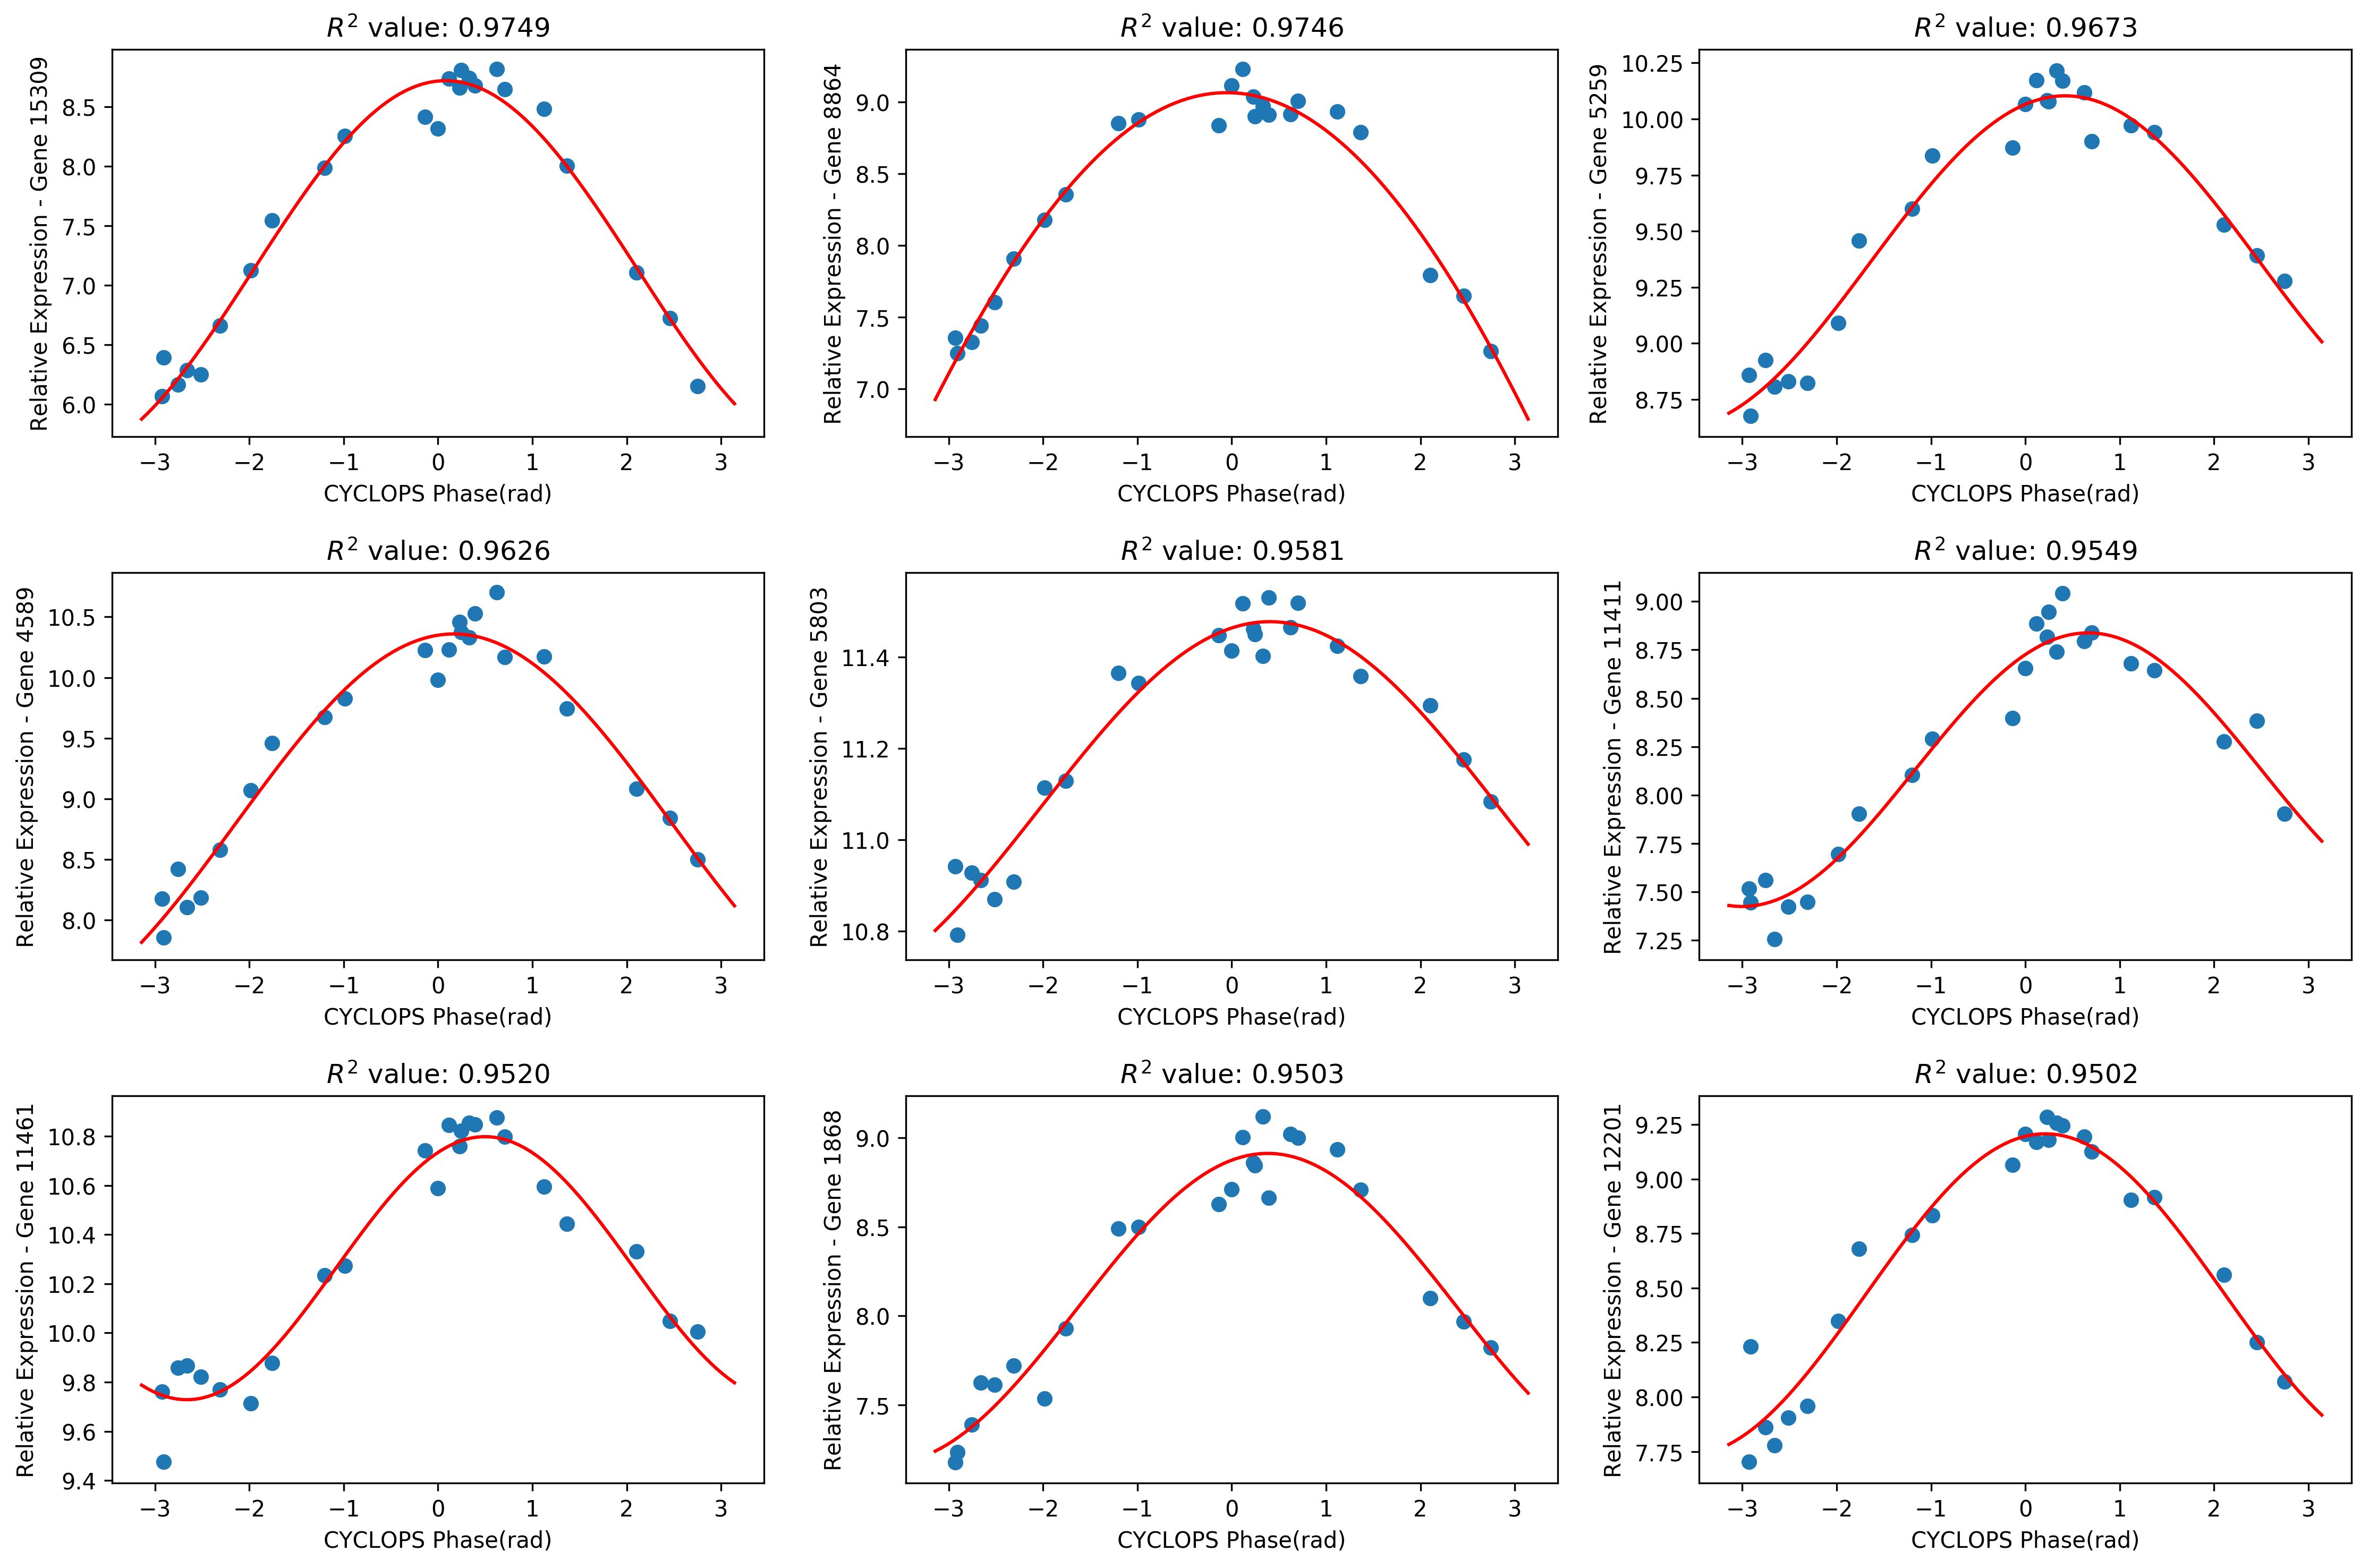 R² value: 0.9749
Relative Expression - Gene 15309
8.5
8.0
7.5
7.0
6.5
6.0
−3 −2 −1 0 1 2 3
CYCLOPS Phase(rad)
R² value: 0.9746
Relative Expression - Gene 8864
9.0
8.5
8.0
7.5
7.0
−3 −2 −1 0 1 2 3
CYCLOPS Phase(rad)
R² value: 0.9673
Relative Expression - Gene 5259
10.25
10.00
9.75
9.50
9.25
9.00
8.75
−3 −2 −1 0 1 2 3
CYCLOPS Phase(rad)
R² value: 0.9626
Relative Expression - Gene 4589
10.5
10.0
9.5
9.0
8.5
8.0
−3 −2 −1 0 1 2 3
CYCLOPS Phase(rad)
R² value: 0.9581
Relative Expression - Gene 5803
11.4
11.2
11.0
10.8
−3 −2 −1 0 1 2 3
CYCLOPS Phase(rad)
R² value: 0.9549
Relative Expression - Gene 11411
9.00
8.75
8.50
8.25
8.00
7.75
7.50
7.25
−3 −2 −1 0 1 2 3
CYCLOPS Phase(rad)
R² value: 0.9520
Relative Expression - Gene 11461
10.8
10.6
10.4
10.2
10.0
9.8
9.6
9.4
−3 −2 −1 0 1 2 3
CYCLOPS Phase(rad)
R² value: 0.9503
Relative Expression - Gene 1868
9.0
8.5
8.0
7.5
−3 −2 −1 0 1 2 3
CYCLOPS Phase(rad)
R² value: 0.9502
Relative Expression - Gene 12201
9.25
9.00
8.75
8.50
8.25
8.00
7.75
−3 −2 −1 0 1 2 3
CYCLOPS Phase(rad)